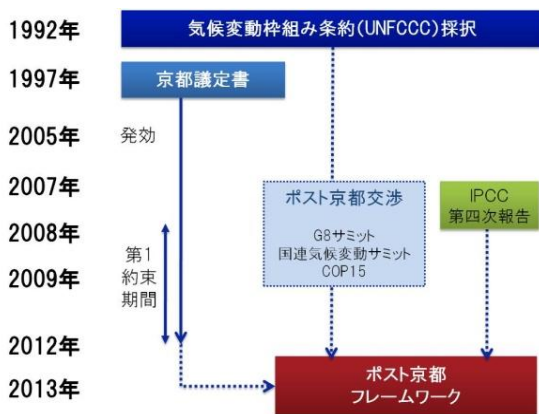 1992年
気候変動枠組み条約(UNFCCC)採択
1997年
京都議定書
2005年
発効
2007年
ポスト京都交渉
IPCC
第四次報告
2008年
G8サミット
国連気候変動サミット
COP15
第1
約束
期間
2009年
2012年
2013年
ポスト京都
フレームワーク